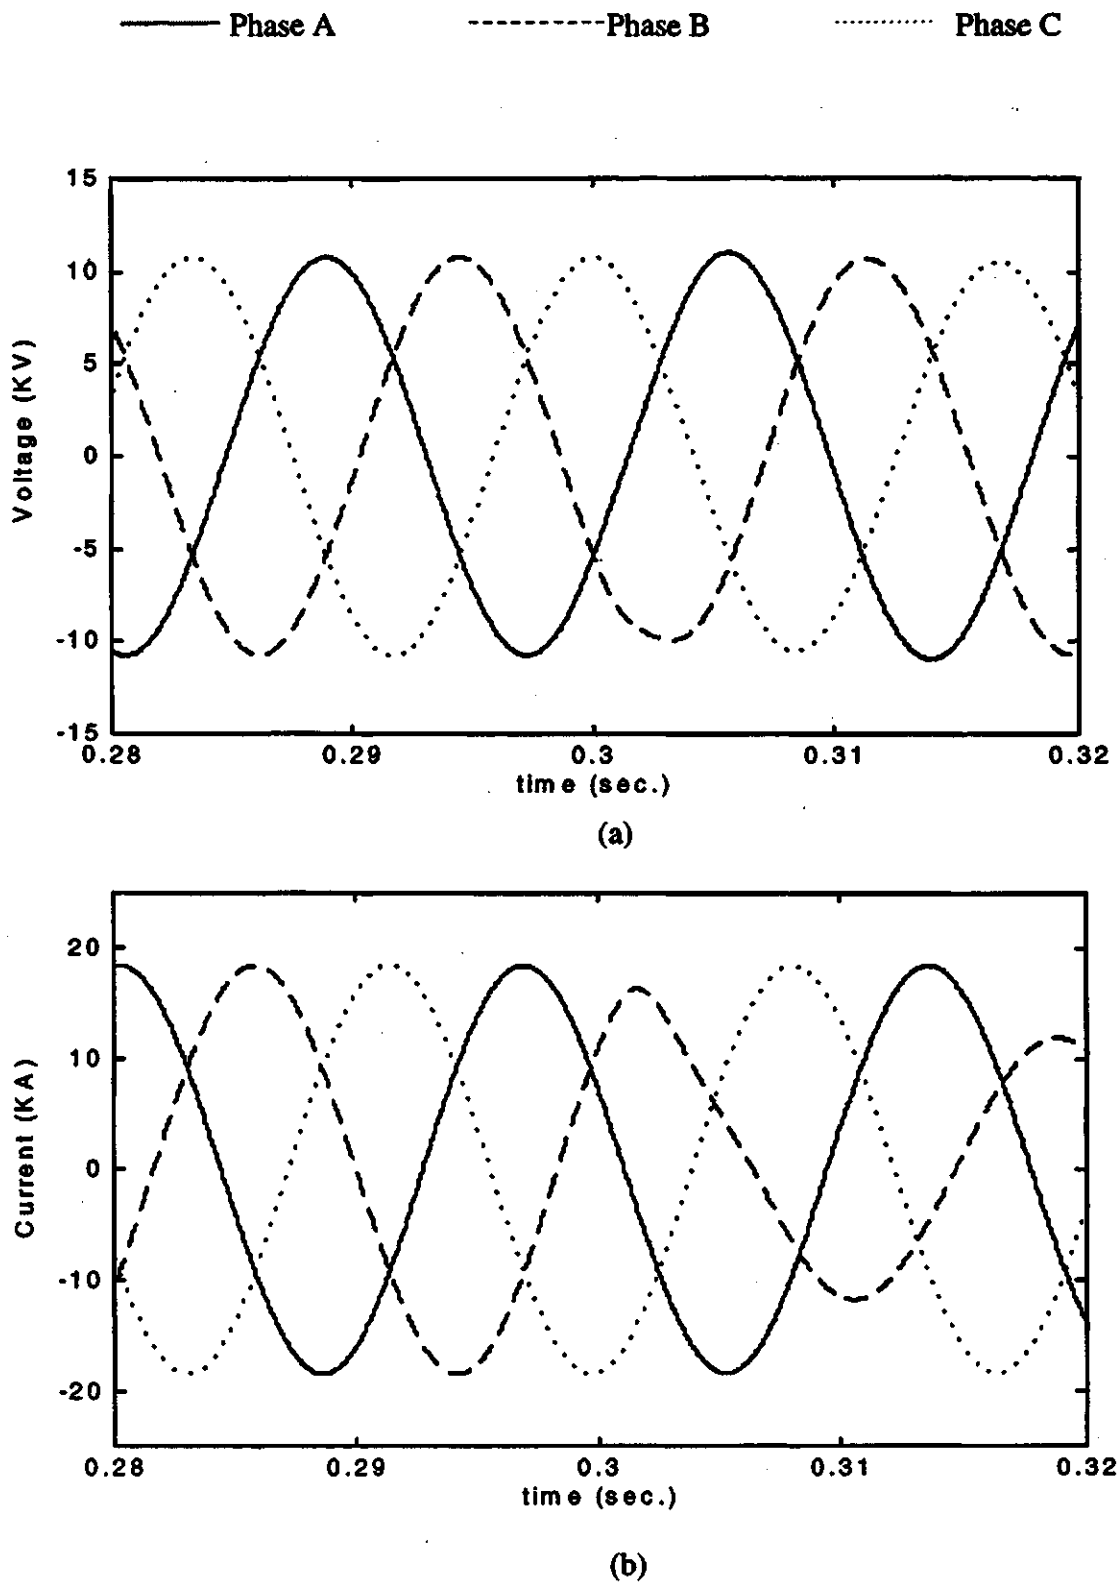 Phase A Phase B Phase C
15
10
5
0
-5
-10
-15
Voltage (KV)
0.28 0.29 0.3 0.31 0.32
time (sec.)
(a)
20
10
0
-10
-20
Current (KA)
0.28 0.29 0.3 0.31 0.32
time (sec.)
(b)